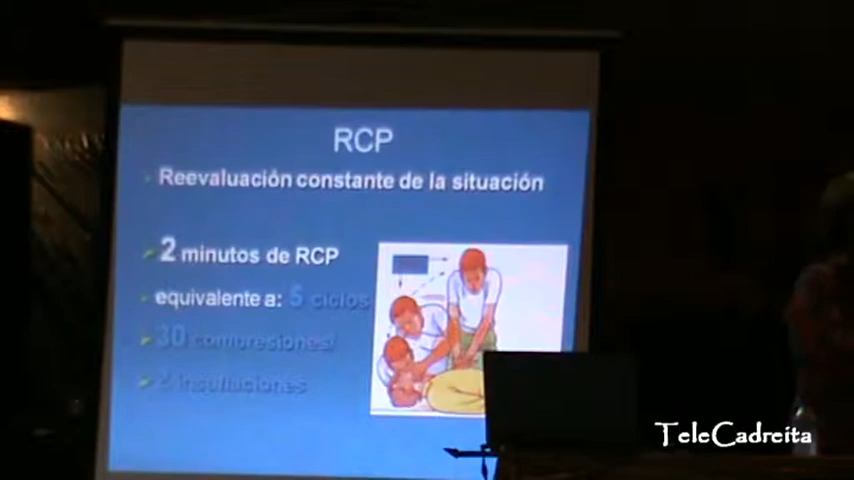 RCP
Reevaluación constante de la situación
2 minutos de RCP
equivalente a: 5 ciclos
30 compresiones/
2 insuflaciones
TeleCadreita